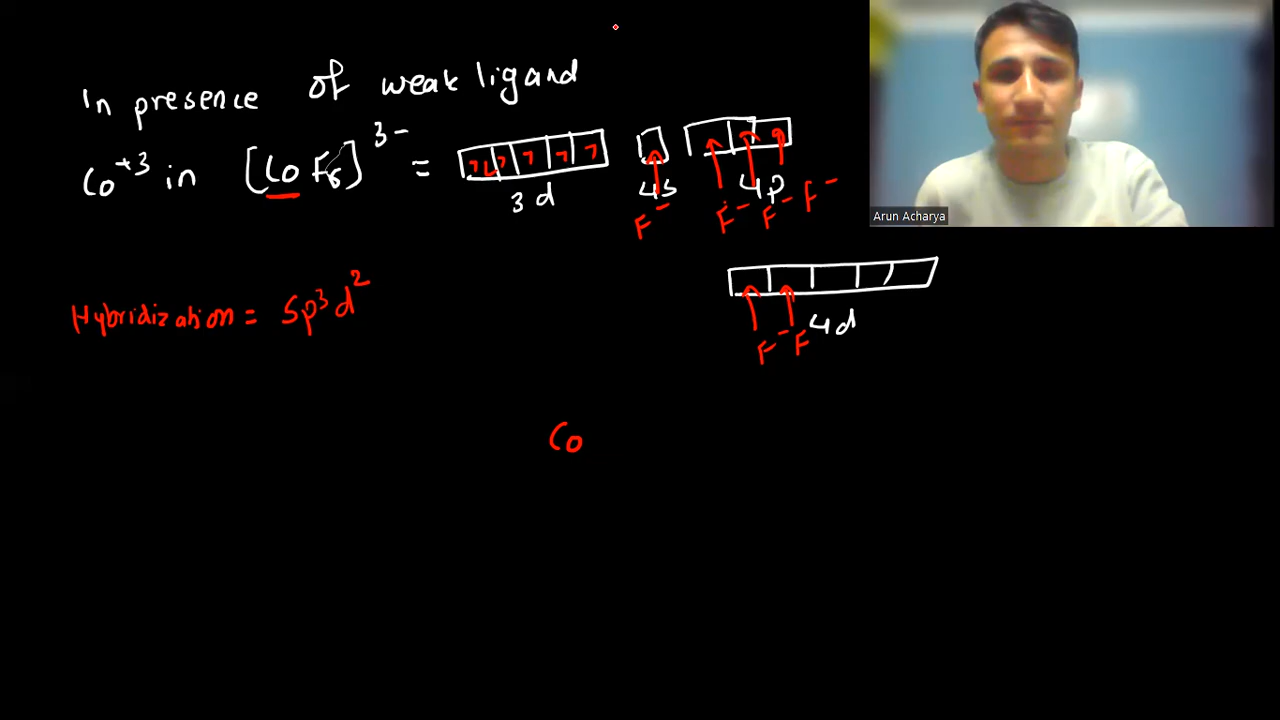 In presence of weak ligand
Co+3 in [CoF6]3- =
3d
4s
4p
F- F- F- F-
Arun Acharya
Hybridization = Sp3d2
4d
F- F
Co